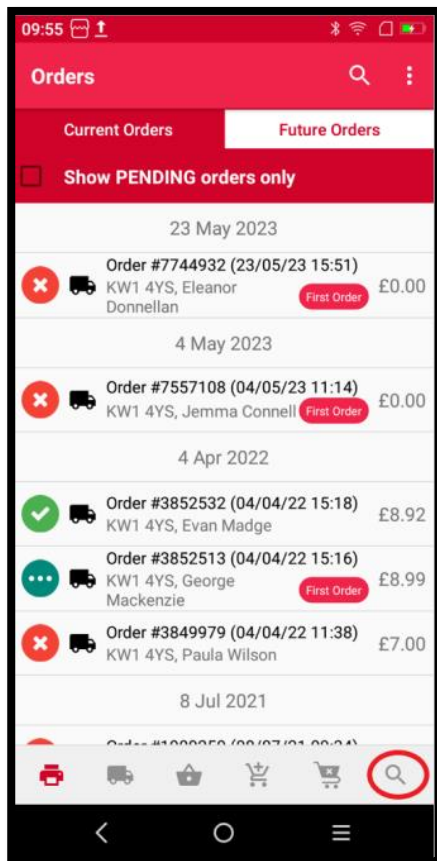 09:55
Orders
Current Orders
Future Orders
Show PENDING orders only
23 May 2023
Order #7744932 (23/05/23 15:51)
KW1 4YS, Eleanor
Donnellan
First Order
£0.00
4 May 2023
Order #7557108 (04/05/23 11:14)
KW1 4YS, Jemma Connell
First Order
£0.00
4 Apr 2022
Order #3852532 (04/04/22 15:18)
KW1 4YS, Evan Madge
£8.92
Order #3852513 (04/04/22 15:16)
KW1 4YS, George
Mackenzie
First Order
£8.99
Order #3849979 (04/04/22 11:38)
KW1 4YS, Paula Wilson
£7.00
8 Jul 2021